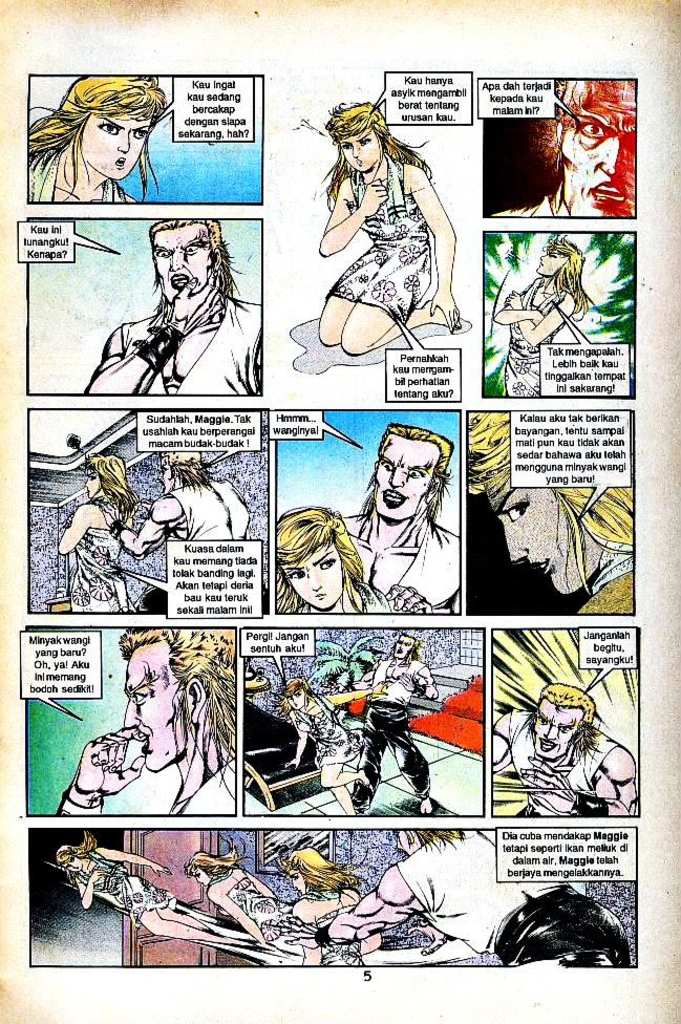 Kau ingat
kau sedang
bercakap
dengan siapa
sekarang, hah?
Kau hanya
asyik mengambil
berat tentang
urusan kau.
Apa dah terjadi
kepada kau
malam ini?
Kau ini
tunangku!
Kenapa?
Pernahkah
kau mengam-
bil perhatian
tentang aku?
Tak mengapalah.
Lebih baik kau
tinggalkan tempat
ini sakarang!
Sudahlah, Maggie. Tak
usahlah kau berperangai
macam budak-budak !
Kuasa dalam
kau memang tiada
tolak banding lagi.
Akan tetapi deria
bau kau teruk
sekali malam ini!
Hmmm...
wanginya!
Kalau aku tak berikan
bayangan, tentu sampai
mati pun kau tidak akan
sedar bahawa aku telah
mengguna minyak wangi
yang baru!
Minyak wangi
yang baru?
Oh, ya! Aku
ini memang
bodoh sedikit!
Pergi! Jangan
sentuh aku!
Janganlah
begitu,
sayangku!
Dia cuba mendakap Maggie
tetapi seperti ikan meliuk di
dalam air, Maggie telah
berjaya mengelakkannya.
5